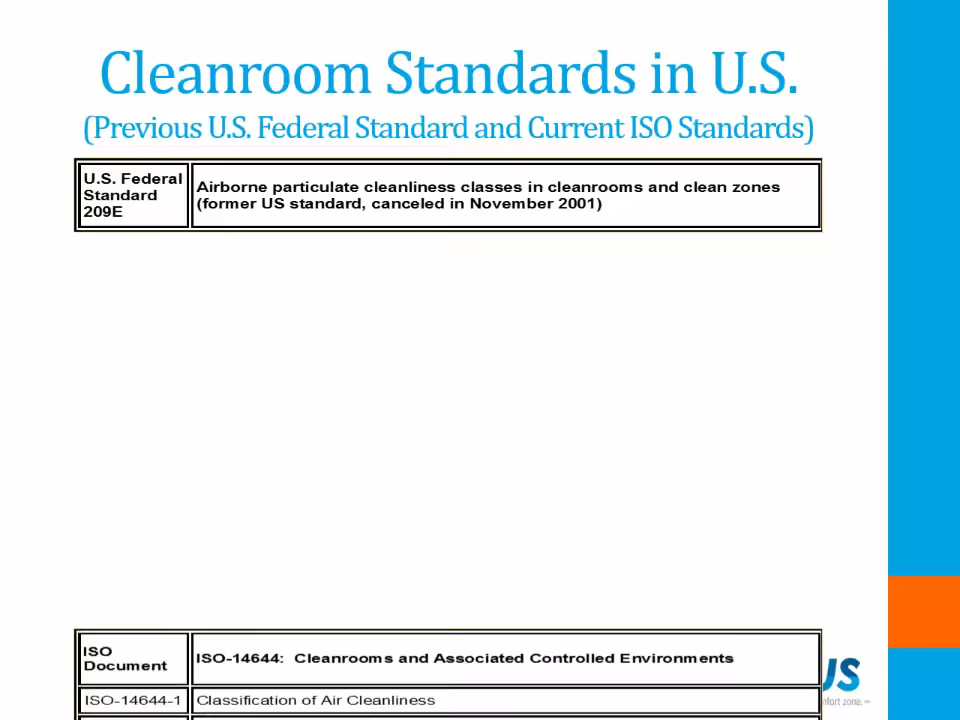 Cleanroom Standards in U.S.
(Previous U.S. Federal Standard and Current ISO Standards)
U.S. Federal
Standard
209E
Airborne particulate cleanliness classes in cleanrooms and clean zones
(former US standard, canceled in November 2001)
ISO
Document
ISO-14644: Cleanrooms and Associated Controlled Environments
ISO-14644-1
Classification of Air Cleanliness
US
zone.